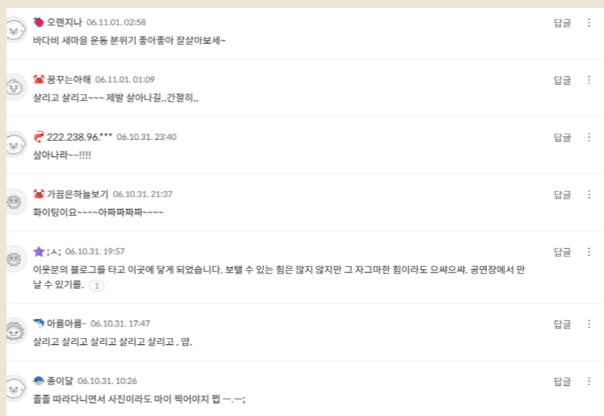 오랜지나 06.11.01. 02:58
답글
바다비 새마을 운동 분위기 좋아좋아 잘살아보세~
꿈꾸는아해 06.11.01. 01:09
답글
살리고 살리고~~~ 제발 살아나길..간절히..
222.238.96.*** 06.10.31. 23:40
답글
살아나라~~!!!!
가끔은하늘보기 06.10.31. 21:37
답글
화이팅이요~~~~아짜짜짜짜~~~~
;ㅅ; 06.10.31. 19:57
답글
이웃분의 블로그를 타고 이곳에 닿게 되었습니다. 보탤 수 있는 힘은 많지 않지만 그 자그마한 힘이라도 으쌰으쌰. 공연장에서 만
날 수 있기를. 1
아름아름- 06.10.31. 17:47
답글
살리고 살리고 살리고 살리고 살리고 . 얍.
종이달 06.10.31. 10:26
답글
졸졸 따라다니면서 사진이라도 마이 찍어야지 쩝 ㅡ.ㅡ;